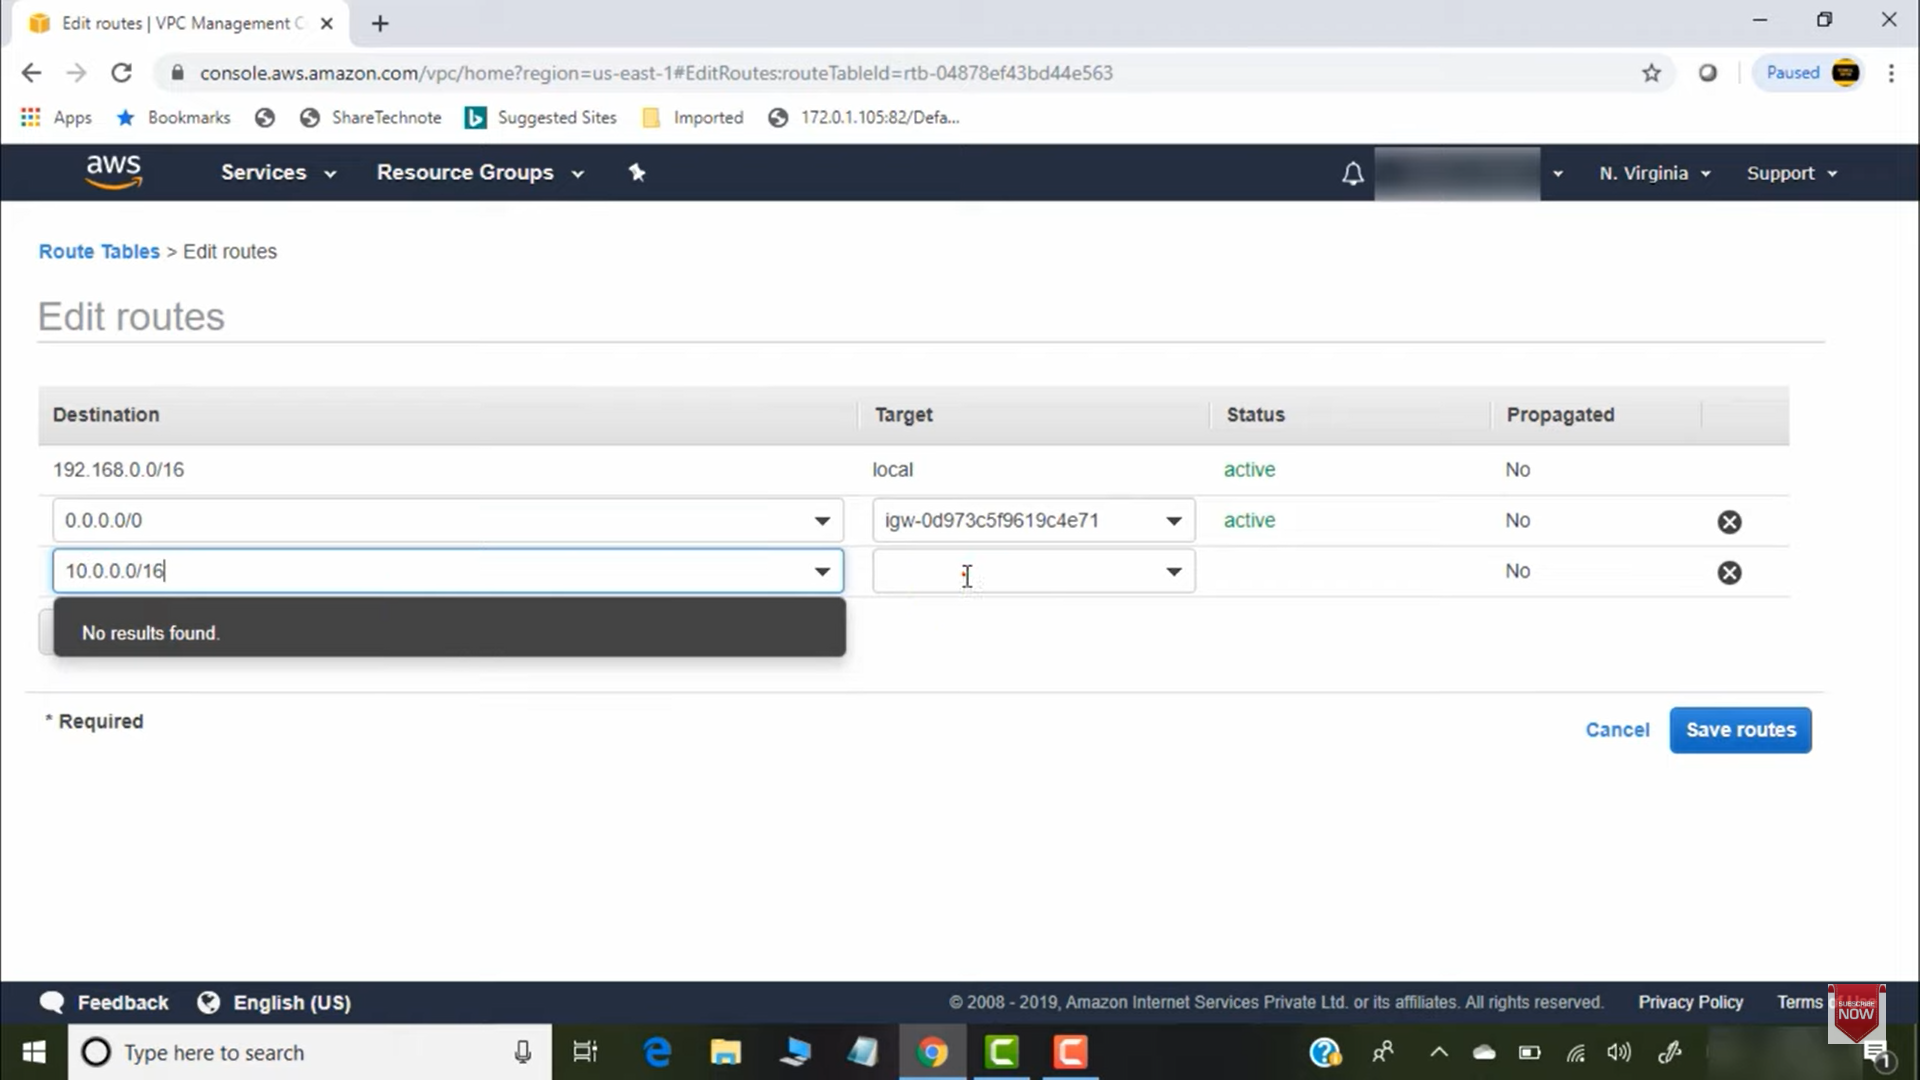 Edit routes | VPC Management C
console.aws.amazon.com/vpc/home?region=us-east-1#EditRoutes:routeTableId=rtb-04878ef43bd44e563
Paused
Apps
Bookmarks
ShareTechnote
Suggested Sites
Imported
172.0.1.105:82/Defa...
aws
Services
Resource Groups
N. Virginia
Support
Route Tables > Edit routes
Edit routes
Destination
Target
Status
Propagated
192.168.0.0/16
local
active
No
0.0.0.0/0
igw-0d973c5f9619c4e71
active
No
10.0.0.0/16
No
No results found.
* Required
Cancel
Save routes
Feedback
English (US)
© 2008 - 2019, Amazon Internet Services Private Ltd. or its affiliates. All rights reserved.
Privacy Policy
Terms
SUBSCRIBE
NOW
Type here to search
1